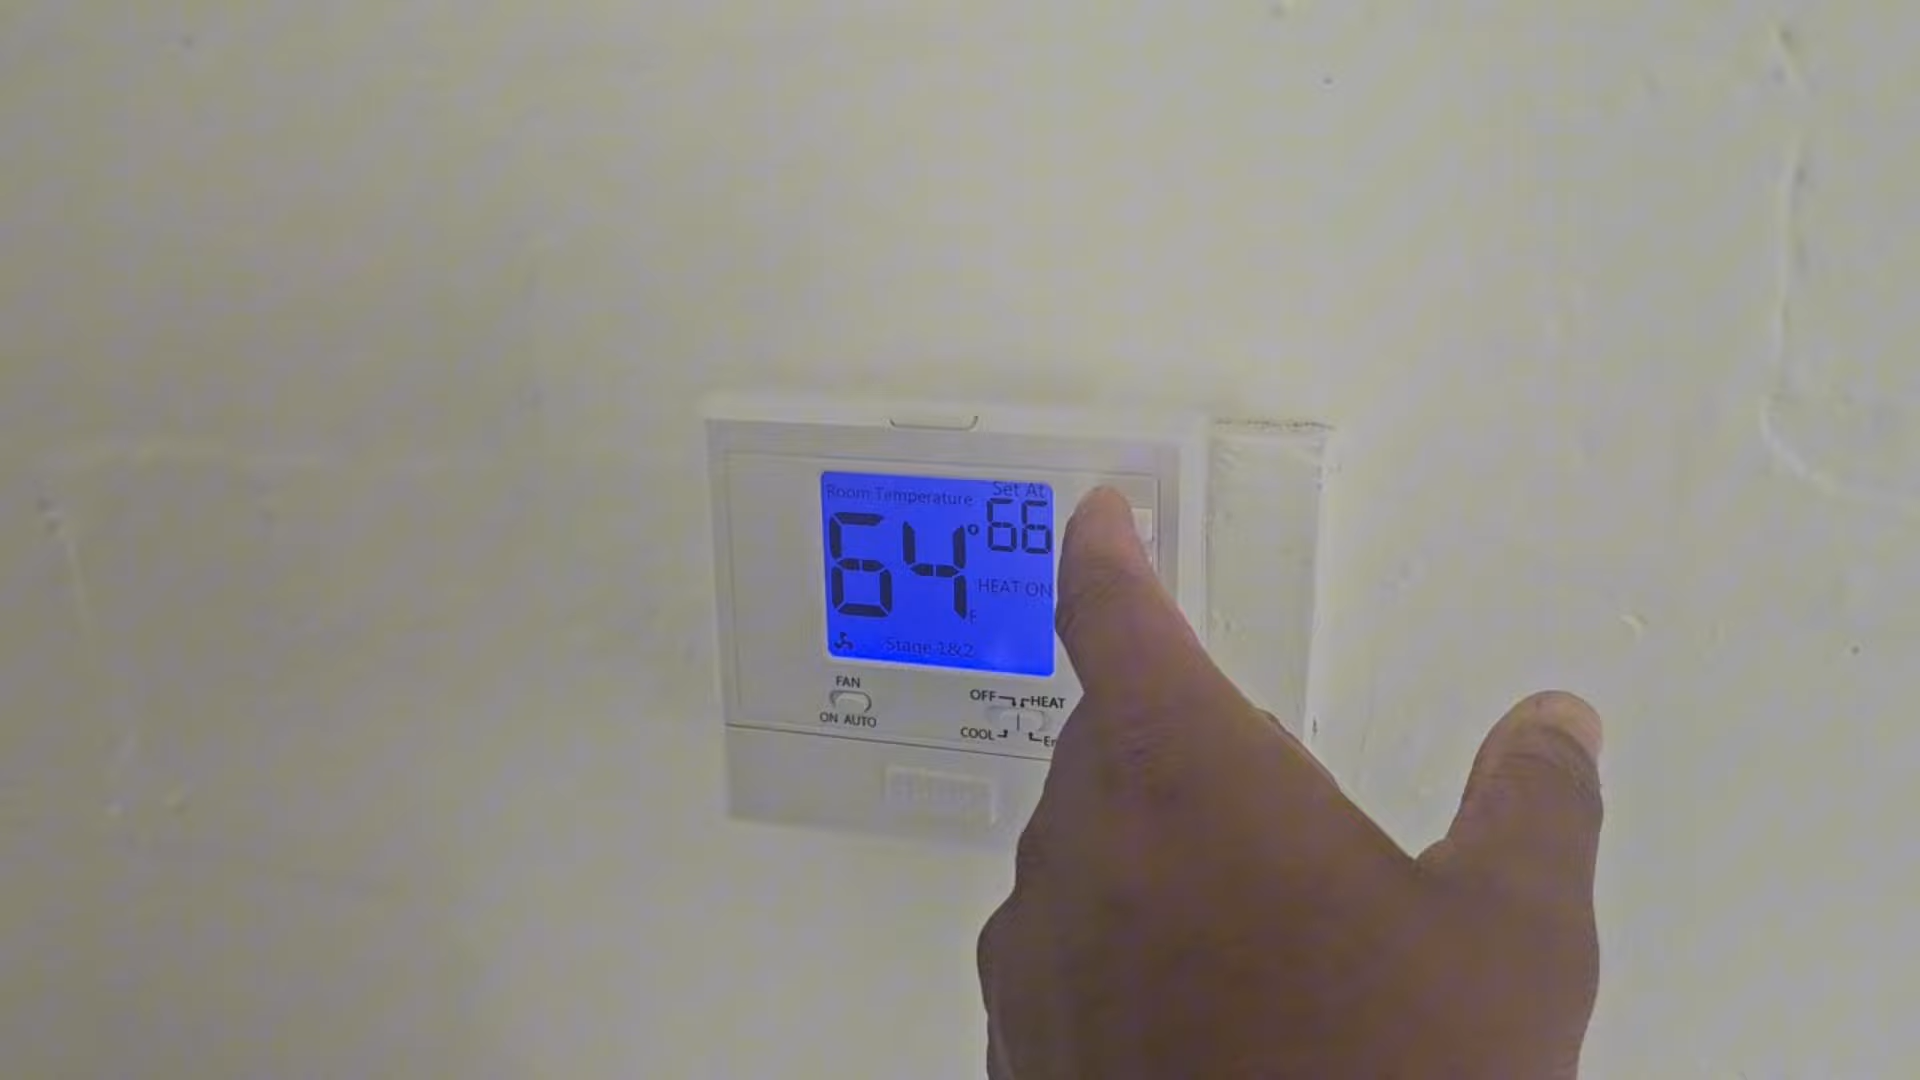 Room Temperature
Set At
64°F
66
HEAT ON
Stage 1&2
FAN
ON AUTO
OFF HEAT
COOL